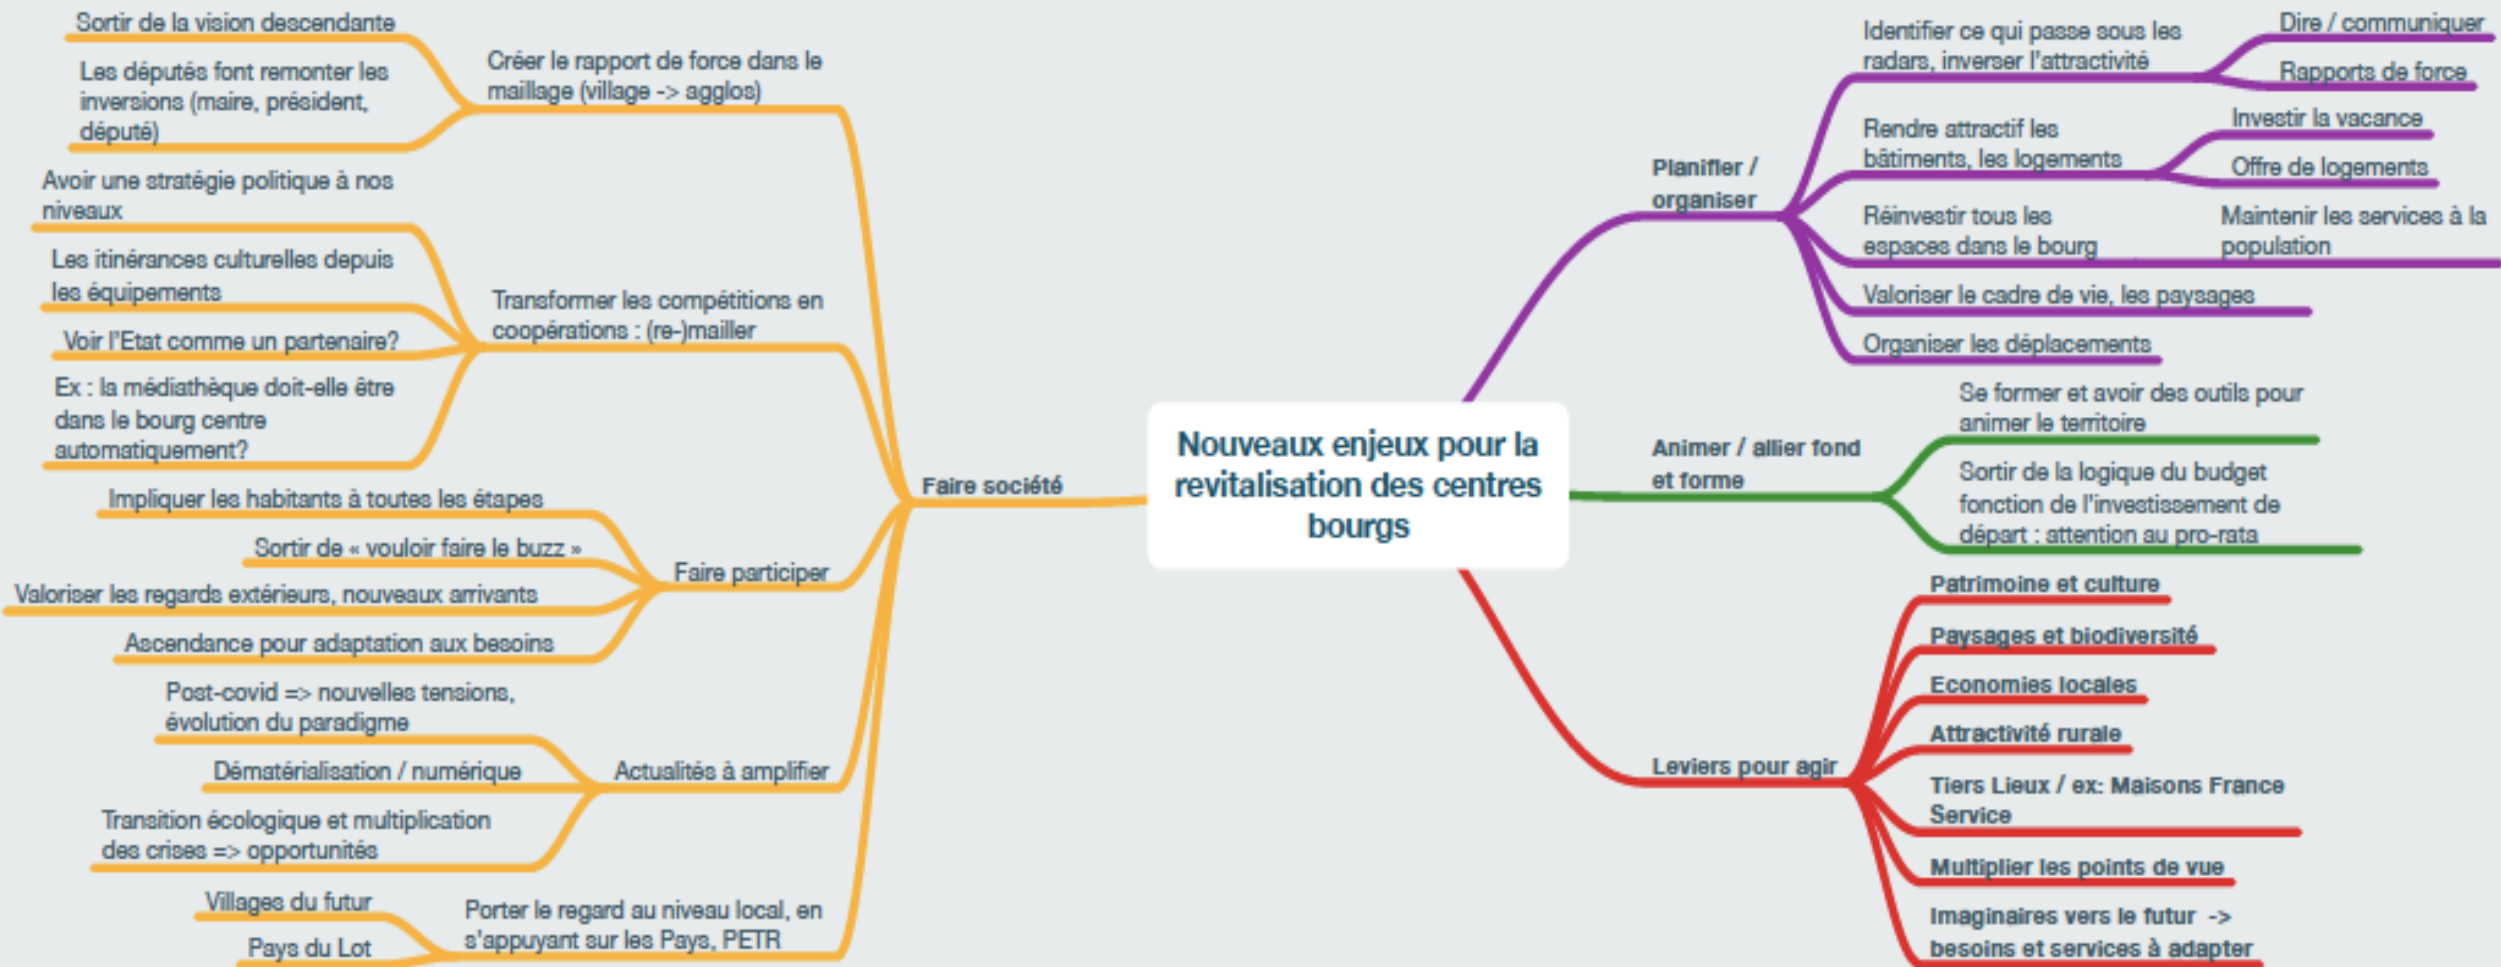 Nouveaux enjeux pour la
revitalisation des centres
bourgs
Planifier /
organiser
Identifier ce qui passe sous les
radars, inverser l'attractivité
Dire / communiquer
Rapports de force
Rendre attractif les
bâtiments, les logements
Investir la vacance
Offre de logements
Réinvestir tous les
espaces dans le bourg
Maintenir les services à la
population
Valoriser le cadre de vie, les paysages
Organiser les déplacements
Animer / allier fond
et forme
Se former et avoir des outils pour
animer le territoire
Sortir de la logique du budget
fonction de l'investissement de
départ : attention au pro-rata
Leviers pour agir
Patrimoine et culture
Paysages et biodiversité
Economies locales
Attractivité rurale
Tiers Lieux / ex: Maisons France
Service
Multiplier les points de vue
Imaginaires vers le futur ->
besoins et services à adapter
Faire société
Créer le rapport de force dans le
maillage (village -> agglos)
Sortir de la vision descendante
Les députés font remonter les
inversions (maire, président,
député)
Transformer les compétitions en
coopérations : (re-)mailler
Avoir une stratégie politique à nos
niveaux
Les itinérances culturelles depuis
les équipements
Voir l'Etat comme un partenaire?
Ex : la médiathèque doit-elle être
dans le bourg centre
automatiquement?
Faire participer
Impliquer les habitants à toutes les étapes
Sortir de « vouloir faire le buzz »
Valoriser les regards extérieurs, nouveaux arrivants
Ascendance pour adaptation aux besoins
Actualités à amplifier
Post-covid => nouvelles tensions,
évolution du paradigme
Dématérialisation / numérique
Transition écologique et multiplication
des crises => opportunités
Porter le regard au niveau local, en
s'appuyant sur les Pays, PETR
Villages du futur
Pays du Lot